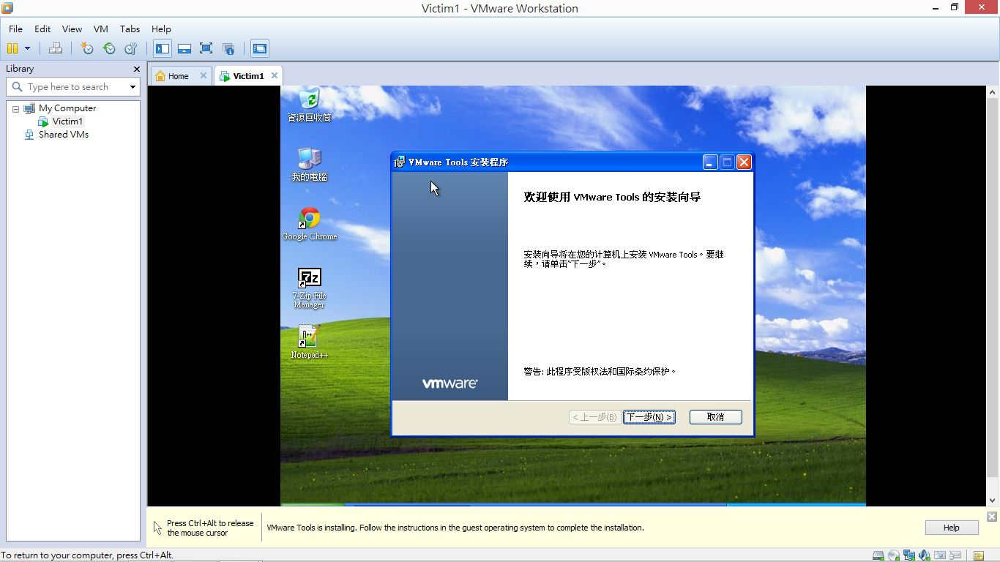 Victim1 - VMware Workstation
File Edit View VM Tabs Help
Library
Home
Victim1
Type here to search
My Computer
Victim1
Shared VMs
資源回收筒
我的電腦
Google Chrome
7-Zip File
Manager
Notepad++
VMware Tools 安装程序
欢迎使用 VMware Tools 的安装向导
安装向导将在您的计算机上安装 VMware Tools。要继
续，请单击“下一步”。
警告: 此程序受版权法和国际条约保护。
vmware
< 上一步(B)
下一步(N) >
取消
Press Ctrl+Alt to release
the mouse cursor
VMware Tools is installing. Follow the instructions in the guest operating system to complete the installation.
Help
To return to your computer, press Ctrl+Alt.